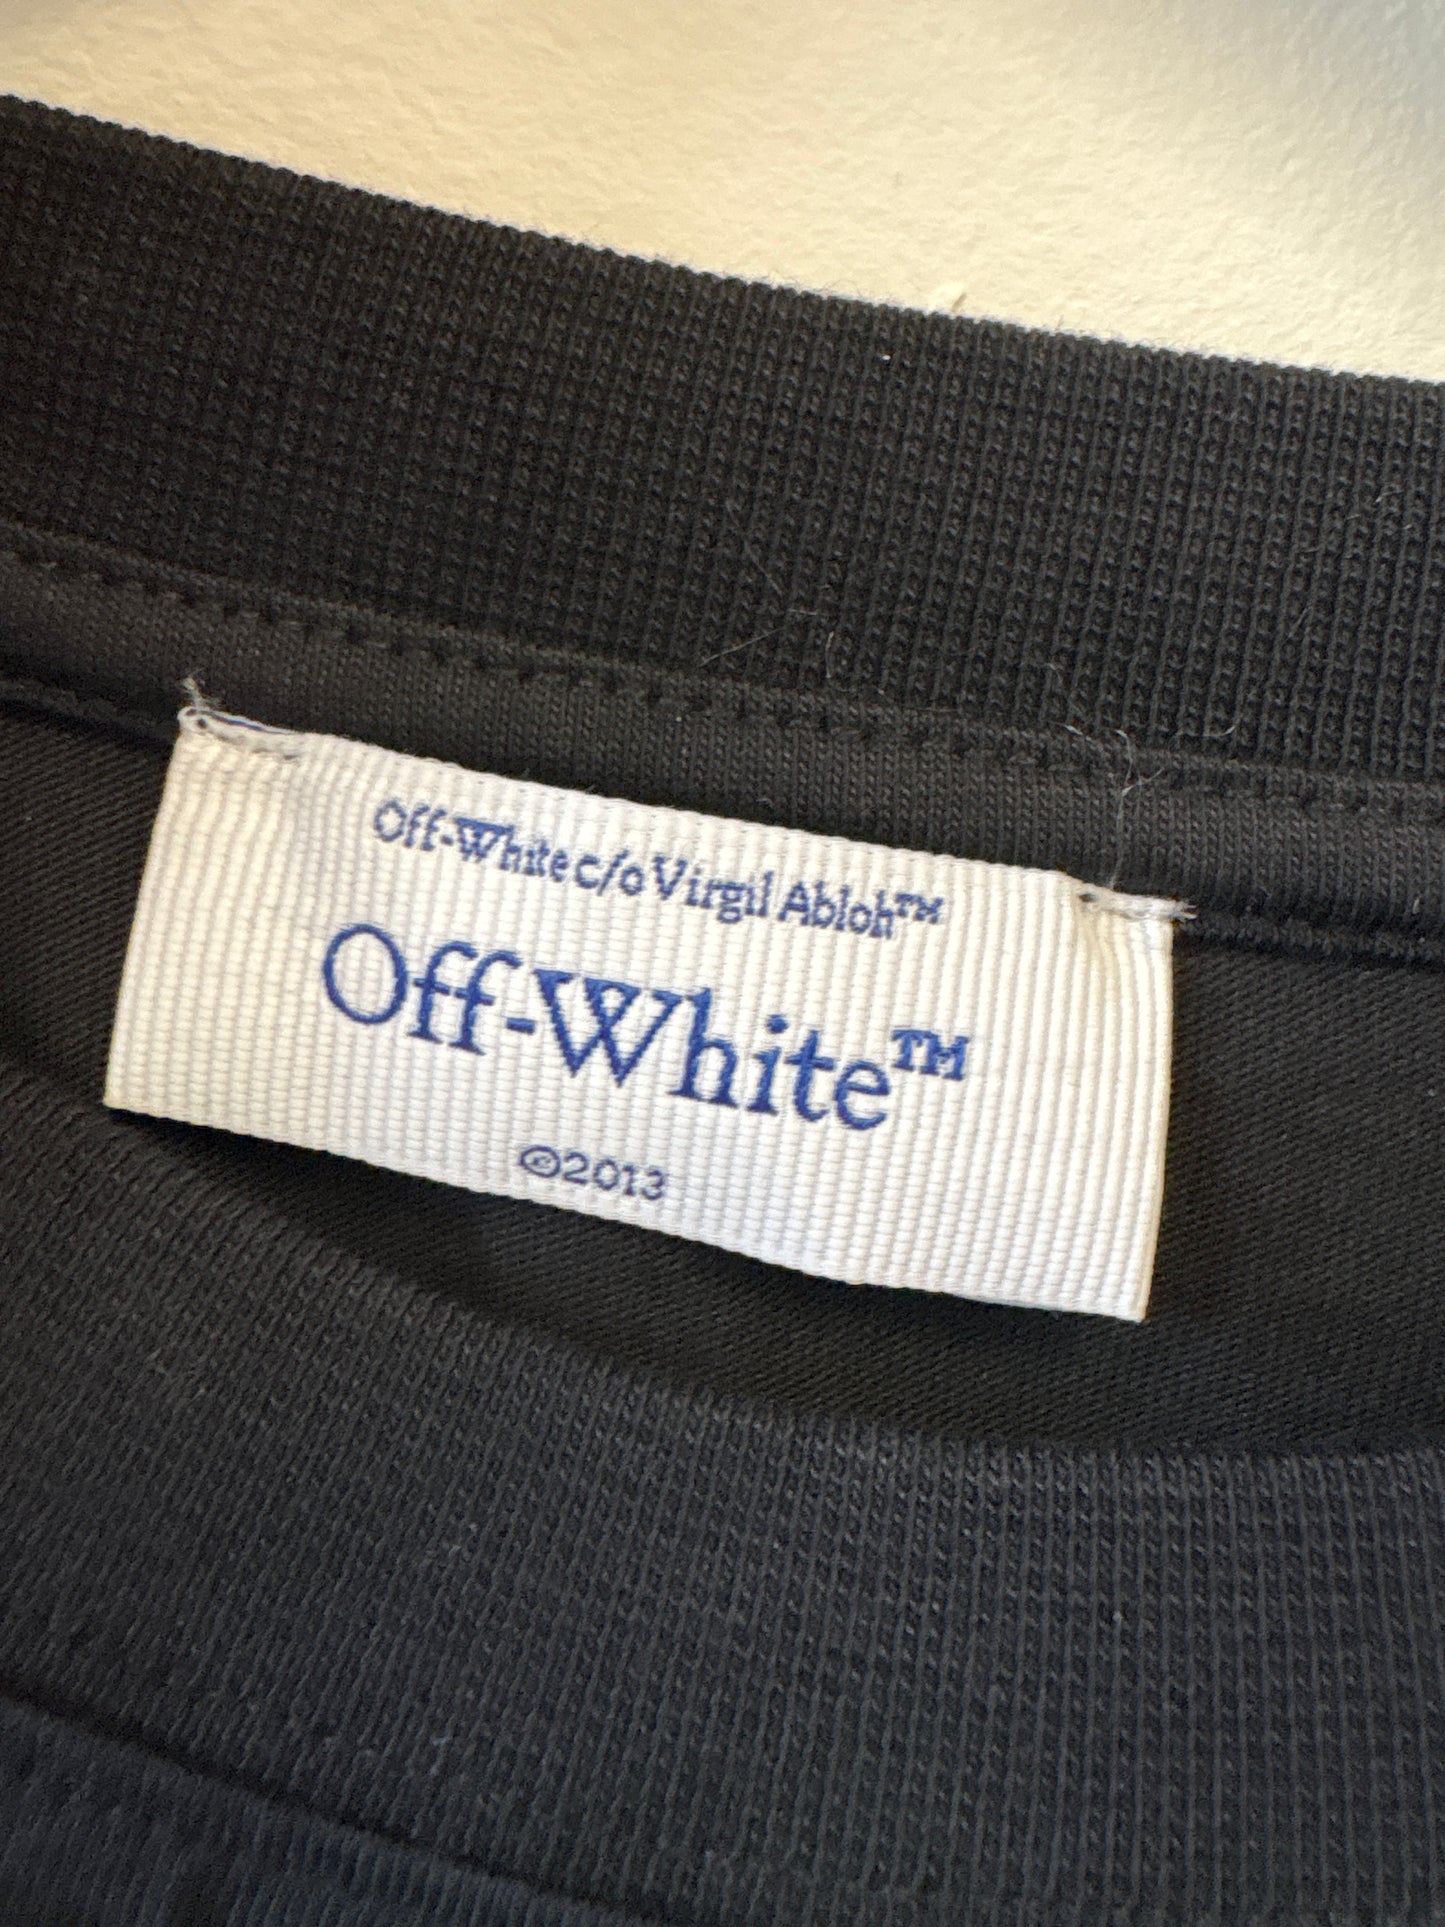 Off-White c/o Virgil Abloh™
Off-White™
©2013